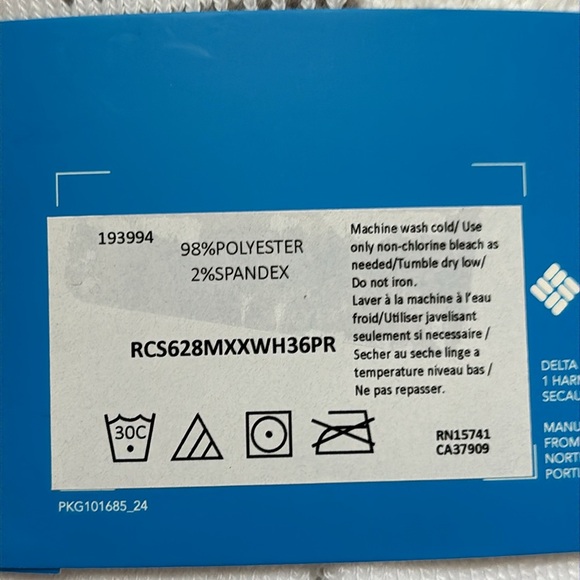 193994
98%POLYESTER
2%SPANDEX
RCS628MXXWH36PR
Machine wash cold/ Use
only non-chlorine bleach as
needed/Tumble dry low/
Do not iron.
Laver à la machine à l'eau
froid/Utiliser javelisant
seulement si necessaire /
Secher au seche linge a
temperature niveau bas /
Ne pas repasser.
30C
RN15741
CA37909
PKG101685_24
DELTA
1 HAR
SECAU
MANU
FROM
NORT
PORTL